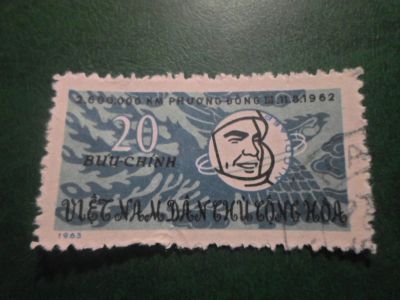 2.600.000 KM PHƯƠNG ĐÔNG III 11.8.1962
20
BƯU-CHÍNH
VIỆT NAM DÂN CHỦ CỘNG HÒA
1963